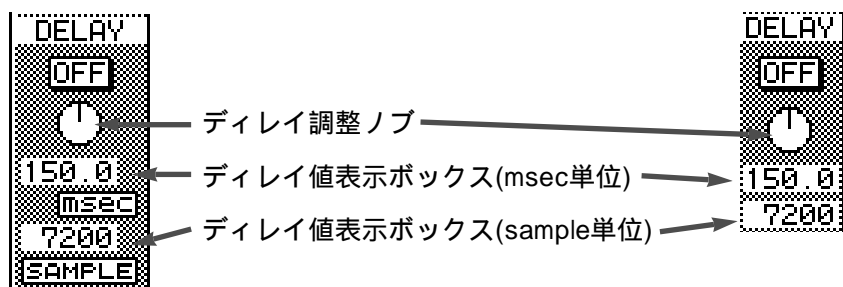 DELAY
OFF
150.0
msec
7200
SAMPLE
ディレイ調整ノブ
ディレイ値表示ボックス(msec単位)
ディレイ値表示ボックス(sample単位)
DELAY
OFF
150.0
7200